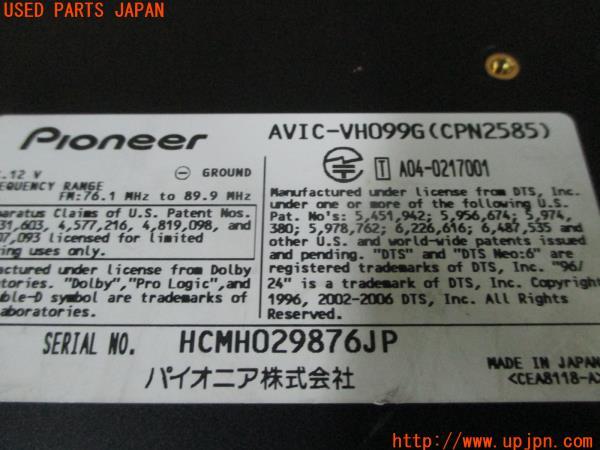 USED PARTS JAPAN
Pioneer
AVIC-VH099G(CPN2585)
12 V
GROUND
FREQUENCY RANGE
FM:76.1 MHz to 89.9 MHz
T A04-0217001
paratus Claims of U.S. Patent Nos.
31,603, 4,577,216, 4,819,098, and
07,093 licensed for limited
ing uses only.
actured under license from Dolby
tories. "Dolby","Pro Logic",and
ble-D symbol are trademarks of
aboratories.
Manufactured under license from DTS, Inc.
under one or more of the following U.S.
Pat. No's: 5,451,942; 5,956,674; 5,974,
380; 5,978,762; 6,226,616; 6,487,535 and
other U.S. and world-wide patents issued
and pending. "DTS" and "DTS Neo:6" are
registered trademarks of DTS, Inc. "96/
24" is a trademark of DTS, Inc. Copyright
1996, 2002-2006 DTS, Inc. All Rights
Reserved.
SERIAL NO. HCMH029876JP
パイオニア株式会社
MADE IN JAPAN
<CEA8118-A>
http://www.upjpn.com/